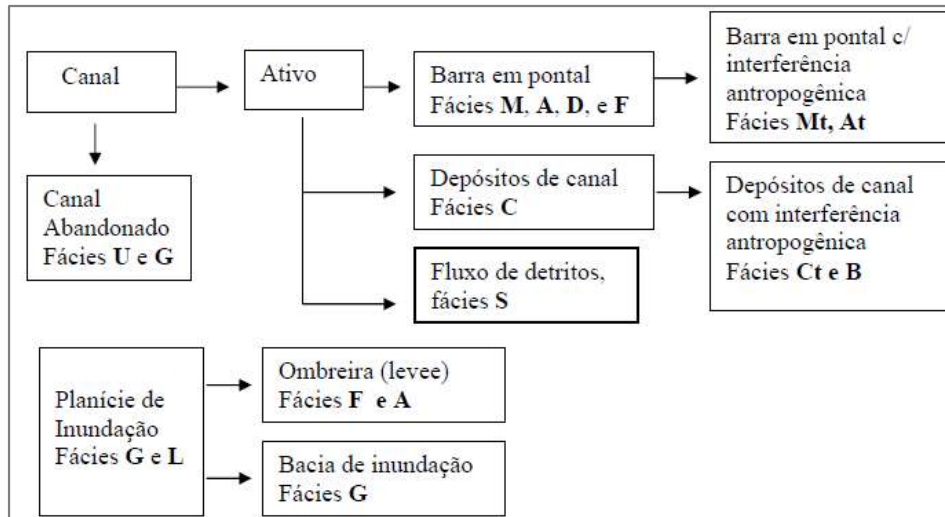 Canal
Ativo
Barra em pontal
Fácies M, A, D, e F
Barra em pontal c/
interferência
antropogênica
Fácies Mt, At
Canal
Abandonado
Fácies U e G
Depósitos de canal
Fácies C
Depósitos de canal
com interferência
antropogênica
Fácies Ct e B
Fluxo de detritos,
fácies S
Planície de
Inundação
Fácies G e L
Ombreira (levee)
Fácies F e A
Bacia de inundação
Fácies G